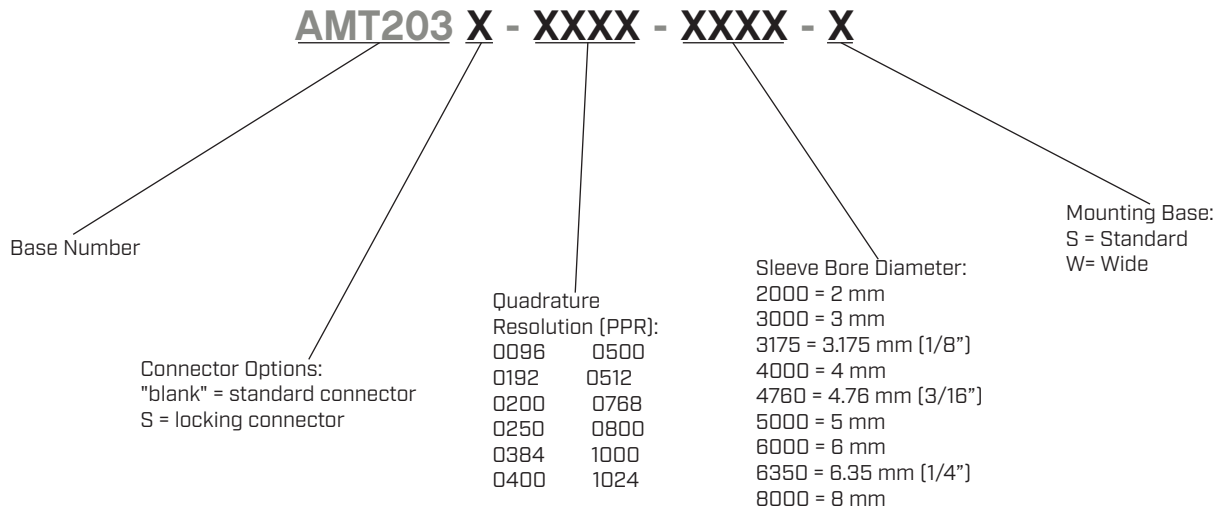 AMT203 X - XXXX - XXXX - X
Base Number
Connector Options:
"blank" = standard connector
S = locking connector
Quadrature
Resolution (PPR):
0096 0500
0192 0512
0200 0768
0250 0800
0384 1000
0400 1024
Sleeve Bore Diameter:
2000 = 2 mm
3000 = 3 mm
3175 = 3.175 mm (1/8”)
4000 = 4 mm
4760 = 4.76 mm (3/16”)
5000 = 5 mm
6000 = 6 mm
6350 = 6.35 mm (1/4”)
8000 = 8 mm
Mounting Base:
S = Standard
W= Wide